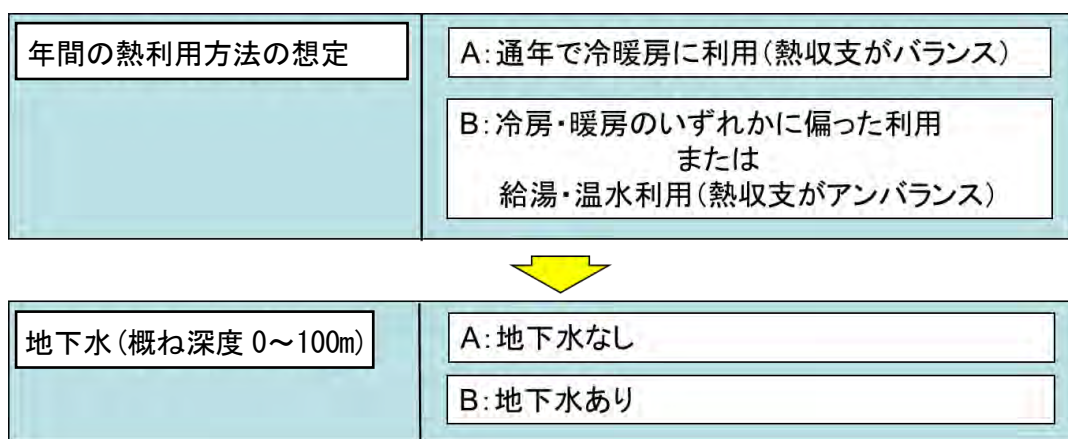 年間の熱利用方法の想定
A:通年で冷暖房に利用(熱収支がバランス)
B:冷房・暖房のいずれかに偏った利用
または
給湯・温水利用(熱収支がアンバランス)
地下水(概ね深度 0～100m)
A:地下水なし
B:地下水あり